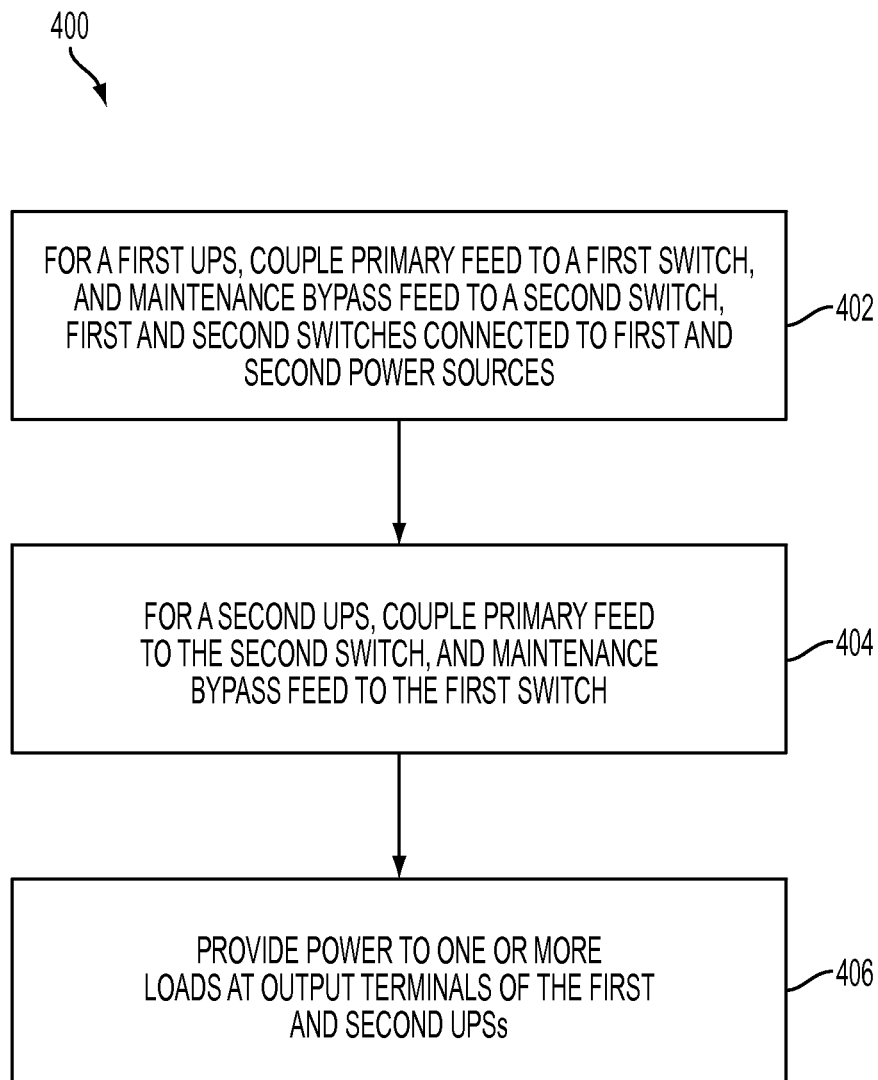 400
FOR A FIRST UPS, COUPLE PRIMARY FEED TO A FIRST SWITCH,
AND MAINTENANCE BYPASS FEED TO A SECOND SWITCH,
FIRST AND SECOND SWITCHES CONNECTED TO FIRST AND
SECOND POWER SOURCES
402
FOR A SECOND UPS, COUPLE PRIMARY FEED
TO THE SECOND SWITCH, AND MAINTENANCE
BYPASS FEED TO THE FIRST SWITCH
404
PROVIDE POWER TO ONE OR MORE
LOADS AT OUTPUT TERMINALS OF THE FIRST
AND SECOND UPSs
406